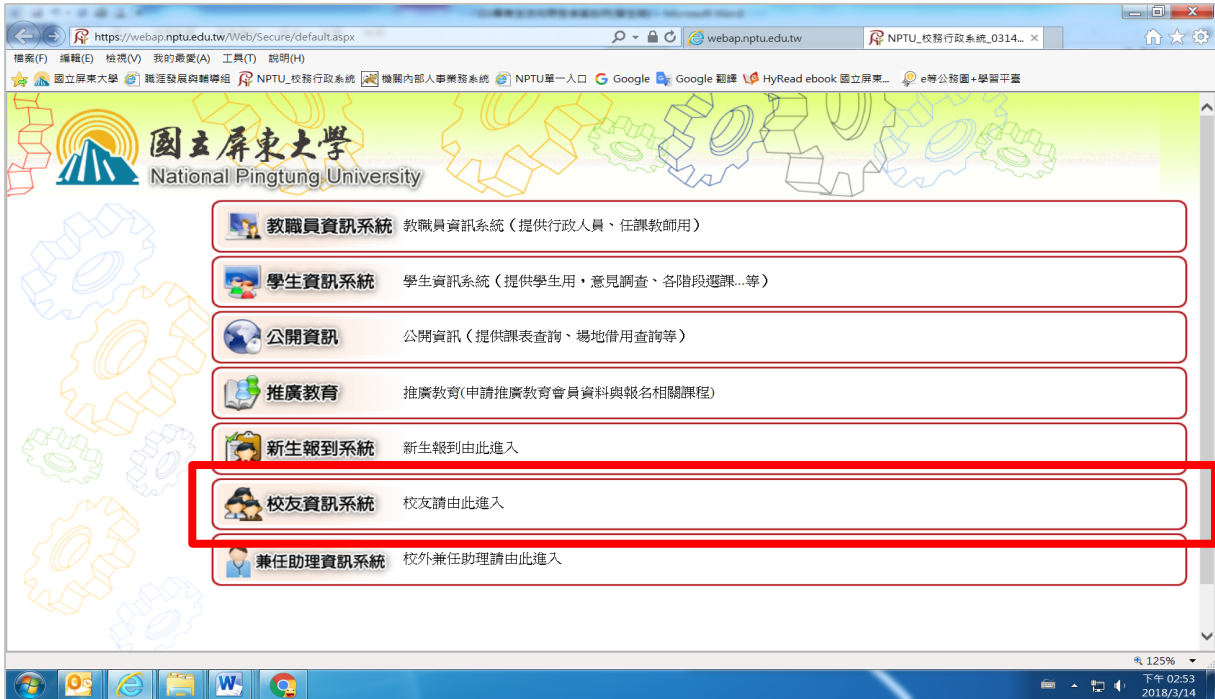 https://webap.nptu.edu.tw/Web/Secure/default.aspx
webap.nptu.edu.tw
NPTU_校務行政系統_0314...
檔案(F) 編輯(E) 檢視(V) 我的最愛(A) 工具(T) 說明(H)
國立屏東大學 職涯發展與輔導組 NPTU_校務行政系統 機關內部人事業務系統 NPTU單一入口 Google Google 翻譯 HyRead ebook 國立屏東... e等公務園+學習平臺
國立屏東大學
National Pingtung University
教職員資訊系統 教職員資訊系統(提供行政人員、任課教師用)
學生資訊系統 學生資訊系統(提供學生用，意見調查、各階段選課...等)
公開資訊 公開資訊(提供課表查詢、場地借用查詢等)
推廣教育 推廣教育(申請推廣教育會員資料與報名相關課程)
新生報到系統 新生報到由此進入
校友資訊系統 校友請由此進入
兼任助理資訊系統 校外兼任助理請由此進入
125%
下午 02:53
2018/3/14